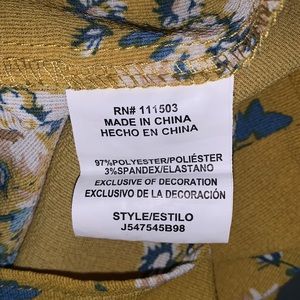 RN# 111503
MADE IN CHINA
HECHO EN CHINA
97%POLYESTER/POLIÉSTER
3%SPANDEX/ELASTANO
EXCLUSIVE OF DECORATION
EXCLUSIVO DE LA DECORACIÓN
STYLE/ESTILO
J547545B98